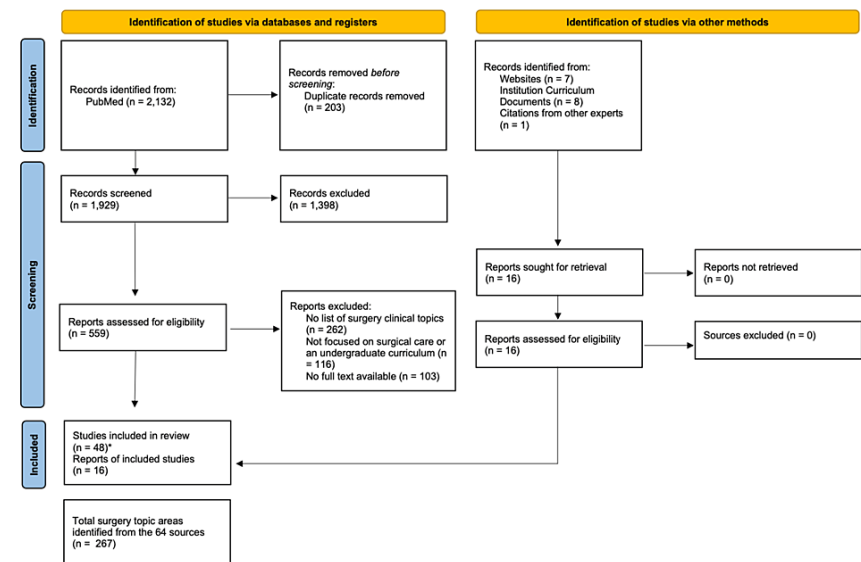 Identification of studies via databases and registers
Identification of studies via other methods
Identification
Records identified from:
PubMed (n = 2,132)
Records removed before
screening:
Duplicate records removed
(n = 203)
Records identified from:
Websites (n = 7)
Institution Curriculum
Documents (n = 8)
Citations from other experts
(n = 1)
Screening
Records screened
(n = 1,929)
Records excluded
(n = 1,398)
Reports sought for retrieval
(n = 16)
Reports not retrieved
(n = 0)
Reports assessed for eligibility
(n = 559)
Reports excluded:
No list of surgery clinical topics
(n = 262)
Not focused on surgical care or
an undergraduate curriculum (n
= 116)
No full text available (n = 103)
Reports assessed for eligibility
(n = 16)
Sources excluded (n = 0)
Included
Studies included in review
(n = 48)*
Reports of included studies
(n = 16)
Total surgery topic areas
identified from the 64 sources
(n = 267)